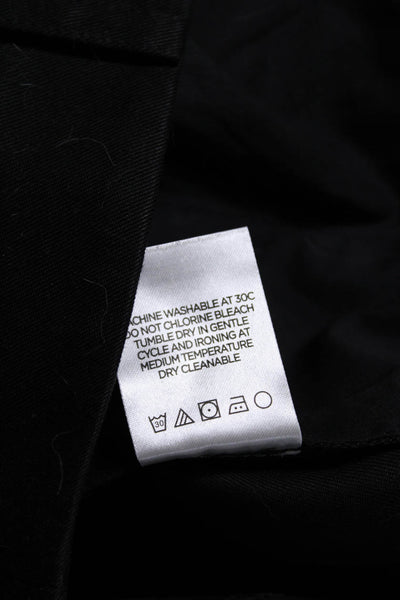 ACHINE WASHABLE AT 30C
DO NOT CHLORINE BLEACH
TUMBLE DRY IN GENTLE
CYCLE AND IRONING AT
MEDIUM TEMPERATURE
DRY CLEANABLE
30